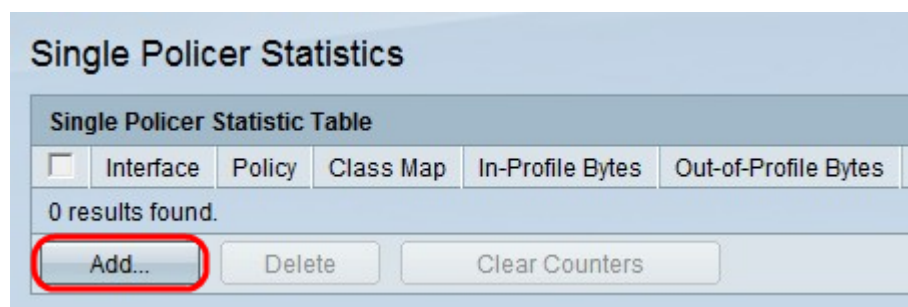 Single Policer Statistics
Single Policer Statistic Table
Interface Policy Class Map In-Profile Bytes Out-of-Profile Bytes
0 results found.
Add... Delete Clear Counters